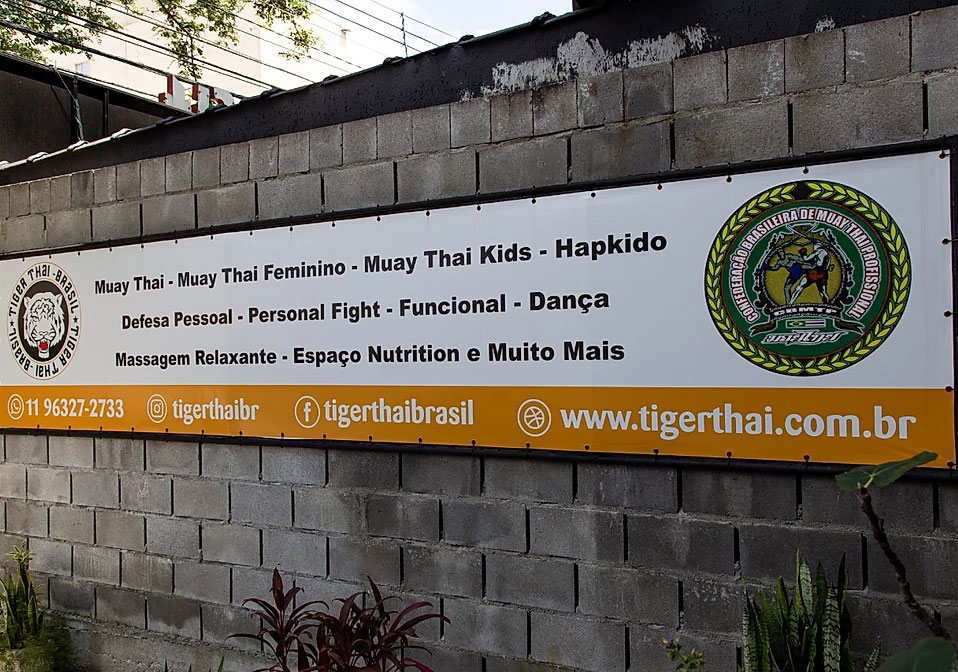 TIGER THAI - BRASIL
TIGER THAI - BRASIL
Muay Thai - Muay Thai Feminino - Muay Thai Kids - Hapkido
Defesa Pessoal - Personal Fight - Funcional - Dança
Massagem Relaxante - Espaço Nutrition e Muito Mais
CONFEDERAÇÃO BRASILEIRA DE MUAY THAI PROFISSIONAL
CBMTP
11 96327-2733 tigerthaibr tigerthaibrasil www.tigerthai.com.br